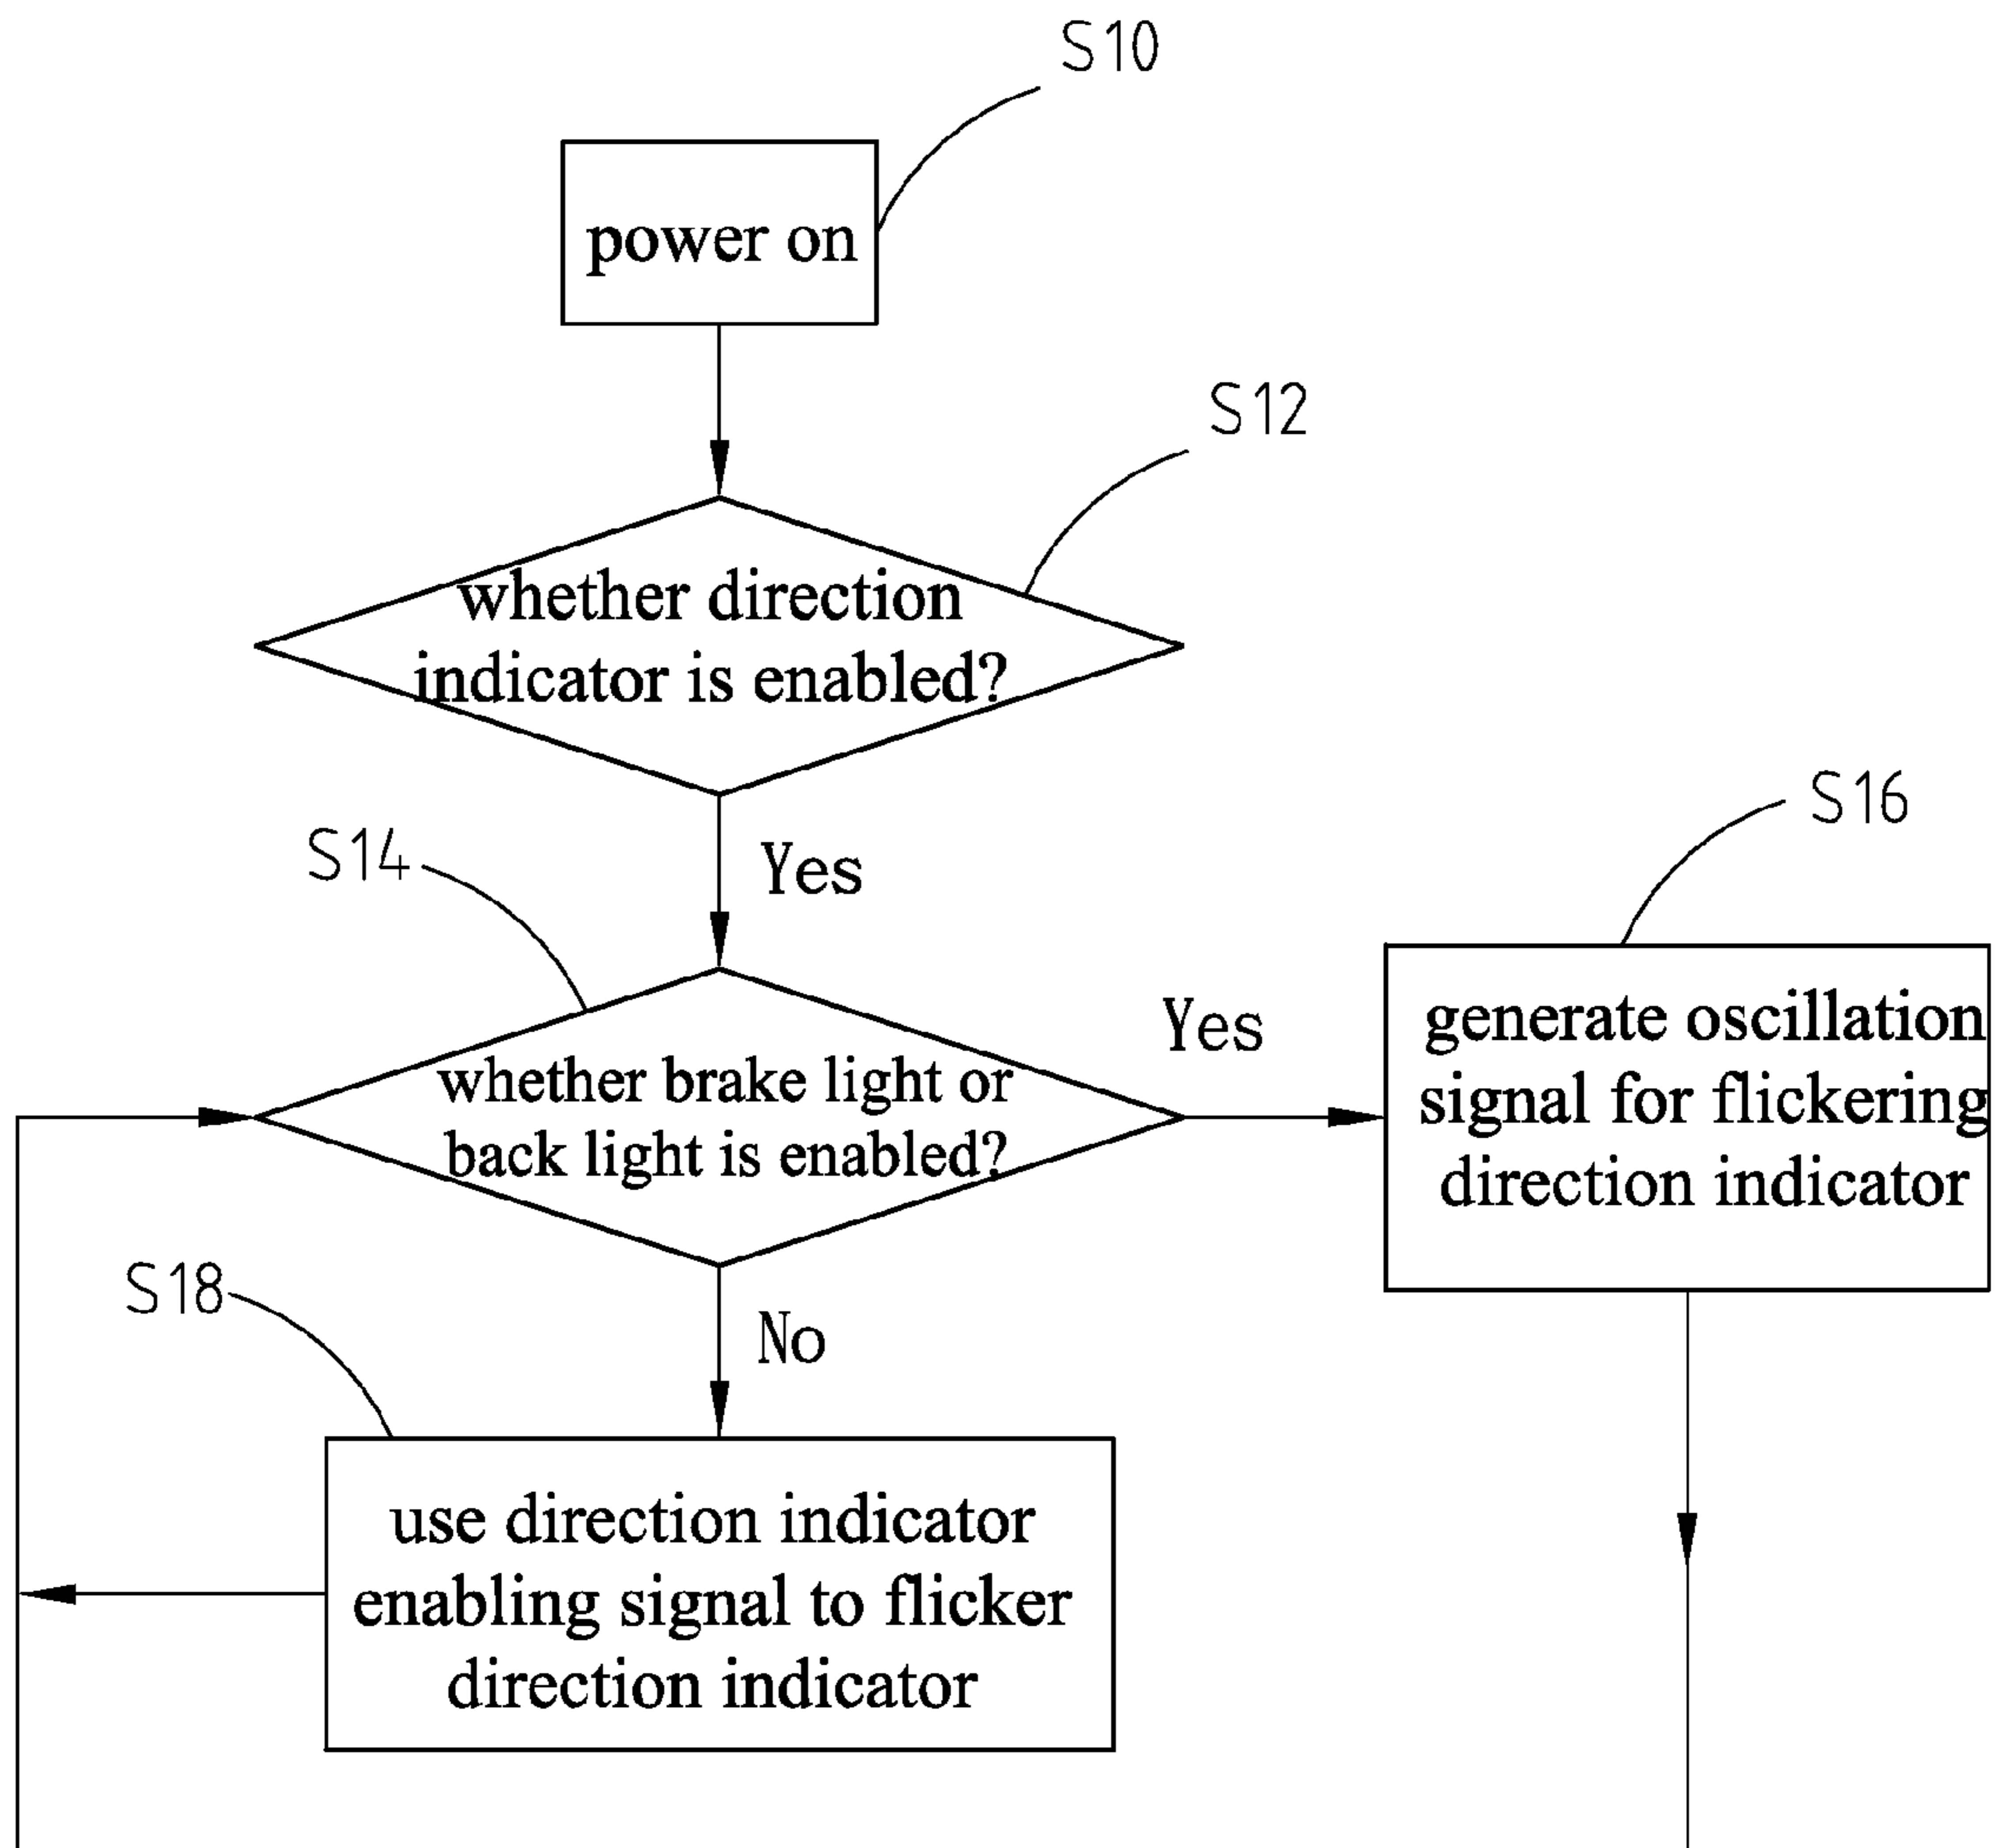 S10
power on
S12
whether direction
indicator is enabled?
S14
Yes
S16
whether brake light or
back light is enabled?
Yes
generate oscillation
signal for flickering
direction indicator
S18
No
use direction indicator
enabling signal to flicker
direction indicator